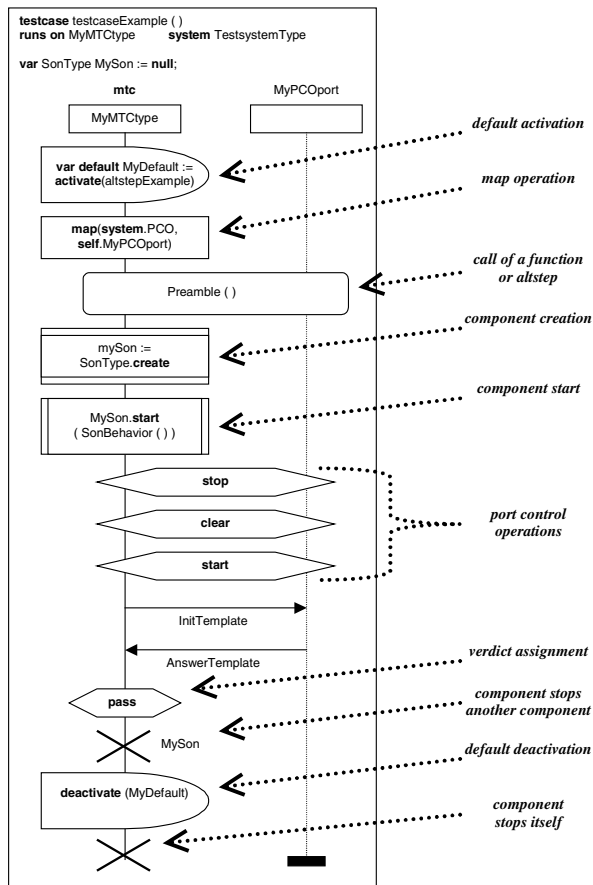 testcase testcaseExample ( )
runs on MyMTCtype system TestsystemType
var SonType MySon := null;
mtc
MyPCOport
MyMTCtype
default activation
var default MyDefault :=
activate(altstepExample)
map operation
map(system.PCO,
self.MyPCOport)
call of a function
or altstep
Preamble ( )
component creation
mySon :=
SonType.create
component start
MySon.start
( SonBehavior ( ) )
stop
clear
port control
operations
start
InitTemplate
AnswerTemplate
verdict assignment
pass
component stops
another component
MySon
default deactivation
deactivate (MyDefault)
component
stops itself